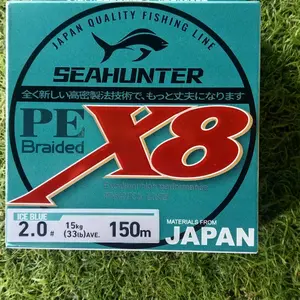 JAPAN QUALITY FISHING LINE
SEAHUNTER
全く新しい高密製法技術で、もっと丈夫になります
PE
Braided
X8
ICE BLUE
2.0#
15kg
(33lb)AVE.
150m
MATERIALS FROM
JAPAN